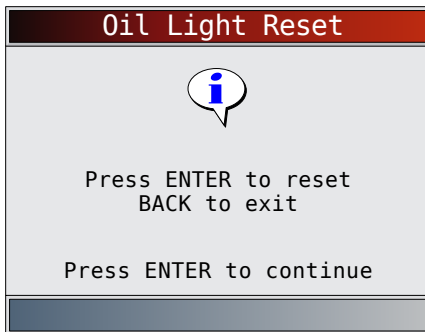 Oil Light Reset
i
Press ENTER to reset
BACK to exit
Press ENTER to continue